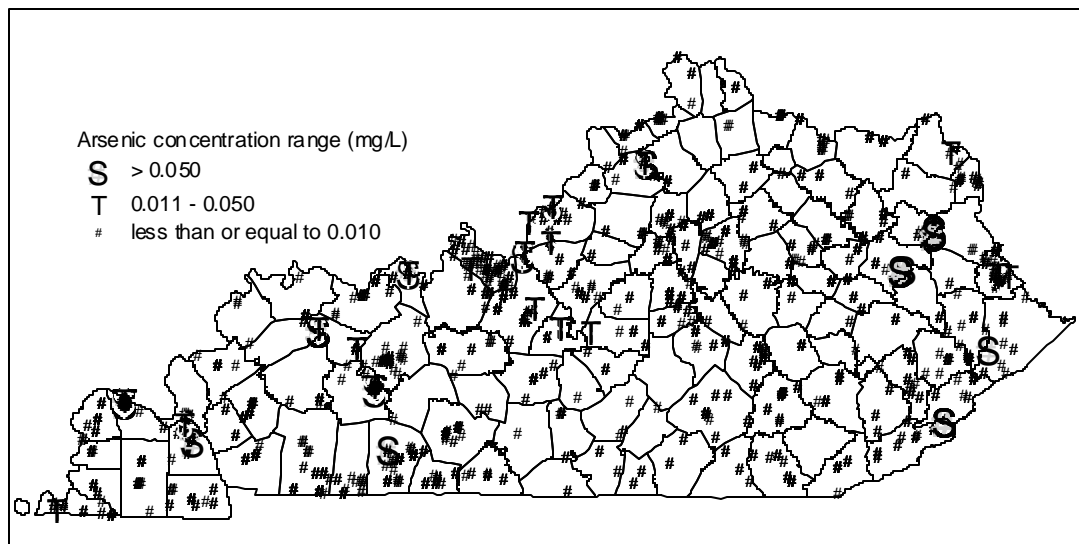 Arsenic concentration range (mg/L)
S > 0.050
T 0.011 - 0.050
# less than or equal to 0.010